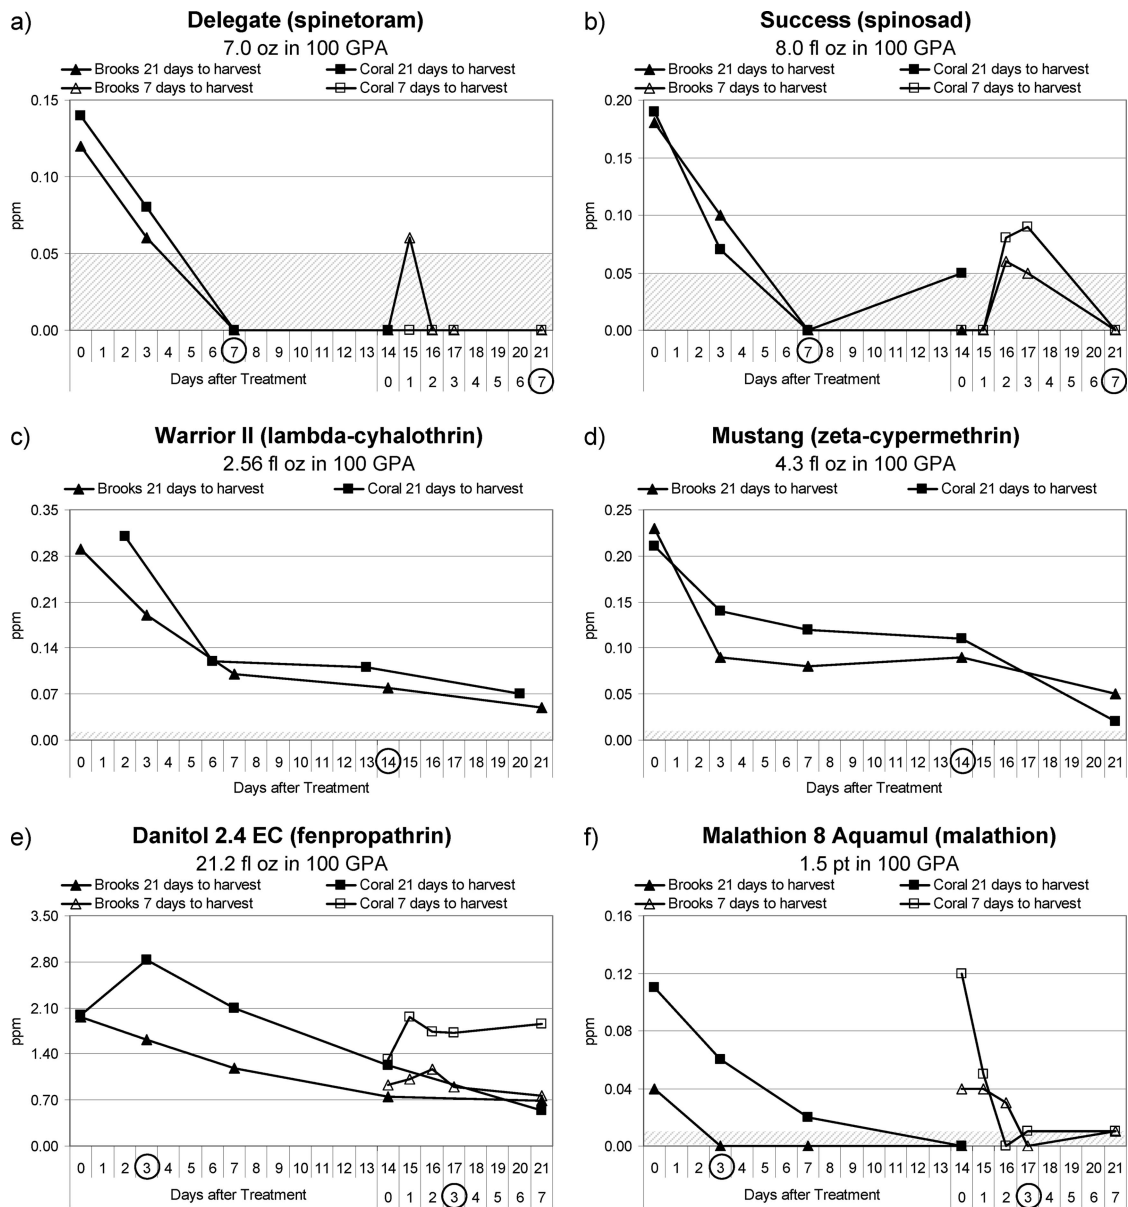 a) Delegate (spinetoram)
7.0 oz in 100 GPA
Brooks 21 days to harvest Coral 21 days to harvest
Brooks 7 days to harvest Coral 7 days to harvest
0.15
0.10
0.05
0.00
ppm
0 1 2 3 4 5 6 7 8 9 10 11 12 13 14 15 16 17 18 19 20 21
Days after Treatment 0 1 2 3 4 5 6 7
b) Success (spinosad)
8.0 fl oz in 100 GPA
Brooks 21 days to harvest Coral 21 days to harvest
Brooks 7 days to harvest Coral 7 days to harvest
0.20
0.15
0.10
0.05
0.00
ppm
0 1 2 3 4 5 6 7 8 9 10 11 12 13 14 15 16 17 18 19 20 21
Days after Treatment 0 1 2 3 4 5 6 7
c) Warrior II (lambda-cyhalothrin)
2.56 fl oz in 100 GPA
Brooks 21 days to harvest Coral 21 days to harvest
0.35
0.28
0.21
0.14
0.07
0.00
ppm
0 1 2 3 4 5 6 7 8 9 10 11 12 13 14 15 16 17 18 19 20 21
Days after Treatment
d) Mustang (zeta-cypermethrin)
4.3 fl oz in 100 GPA
Brooks 21 days to harvest Coral 21 days to harvest
0.25
0.20
0.15
0.10
0.05
0.00
ppm
0 1 2 3 4 5 6 7 8 9 10 11 12 13 14 15 16 17 18 19 20 21
Days after Treatment
e) Danitol 2.4 EC (fenpropathrin)
21.2 fl oz in 100 GPA
Brooks 21 days to harvest Coral 21 days to harvest
Brooks 7 days to harvest Coral 7 days to harvest
3.50
2.80
2.10
1.40
0.70
0.00
ppm
0 1 2 3 4 5 6 7 8 9 10 11 12 13 14 15 16 17 18 19 20 21
Days after Treatment 0 1 2 3 4 5 6 7
f) Malathion 8 Aquamul (malathion)
1.5 pt in 100 GPA
Brooks 21 days to harvest Coral 21 days to harvest
Brooks 7 days to harvest Coral 7 days to harvest
0.16
0.12
0.08
0.04
0.00
ppm
0 1 2 3 4 5 6 7 8 9 10 11 12 13 14 15 16 17 18 19 20 21
Days after Treatment 0 1 2 3 4 5 6 7